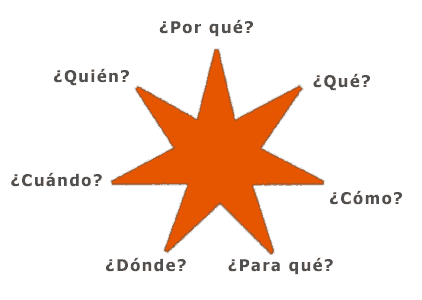 ¿Por qué?
¿Quién?
¿Qué?
¿Cuándo?
¿Cómo?
¿Dónde?
¿Para qué?